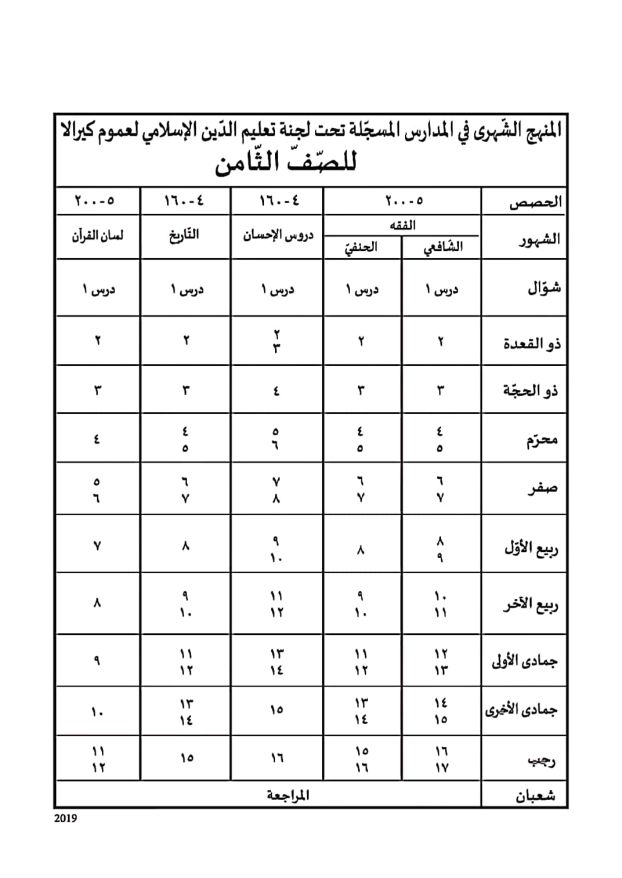 المنهج الشّهرى في المدارس المسجّلة تحت لجنة تعليم الدّين الإسلامي لعموم كيرالا
للصّفّ الثّامن
الحصص ٥-٢٠٠ ٤-١٦٠ ٤-١٦٠ ٥-٢٠٠
الشهور الفقه دروس الإحسان التّاريخ لسان القرآن
الشّافعي الحنفيّ
شوّال درس ١ درس ١ درس ١ درس ١ درس ١
ذو القعدة ٢ ٢ ٢ ٣ ٢ ٢
ذو الحجّة ٣ ٣ ٤ ٣ ٣
محرّم ٤ ٥ ٤ ٥ ٥ ٦ ٤ ٥ ٤
صفر ٦ ٧ ٦ ٧ ٧ ٨ ٦ ٧ ٥ ٦
ربيع الأوّل ٨ ٩ ٨ ٩ ١٠ ٨ ٧
ربيع الآخر ١٠ ١١ ٩ ١٠ ١١ ١٢ ٩ ١٠ ٨
جمادى الأولى ١٢ ١٣ ١١ ١٢ ١٣ ١٤ ١١ ١٢ ٩
جمادى الأخرى ١٤ ١٥ ١٣ ١٤ ١٥ ١٣ ١٤ ١٠
رجب ١٦ ١٧ ١٥ ١٦ ١٦ ١٥ ١١ ١٢
شعبان المراجعة
2019